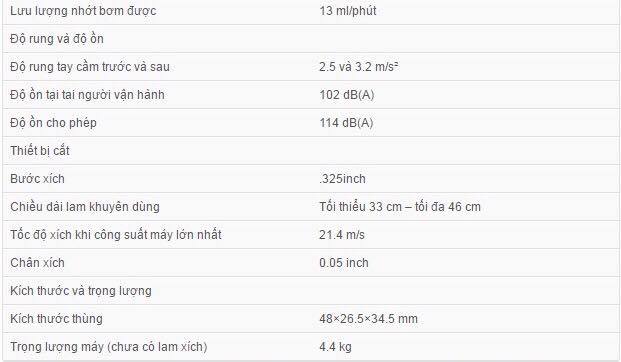 Lưu lượng nhớt bơm được 13 ml/phút
Độ rung và độ ồn
Độ rung tay cầm trước và sau 2.5 và 3.2 m/s²
Độ ồn tại tai người vận hành 102 dB(A)
Độ ồn cho phép 114 dB(A)
Thiết bị cắt
Bước xích .325inch
Chiều dài lam khuyên dùng Tối thiểu 33 cm – tối đa 46 cm
Tốc độ xích khi công suất máy lớn nhất 21.4 m/s
Chân xích 0.05 inch
Kích thước và trọng lượng
Kích thước thùng 48×26.5×34.5 mm
Trọng lượng máy (chưa có lam xích) 4.4 kg